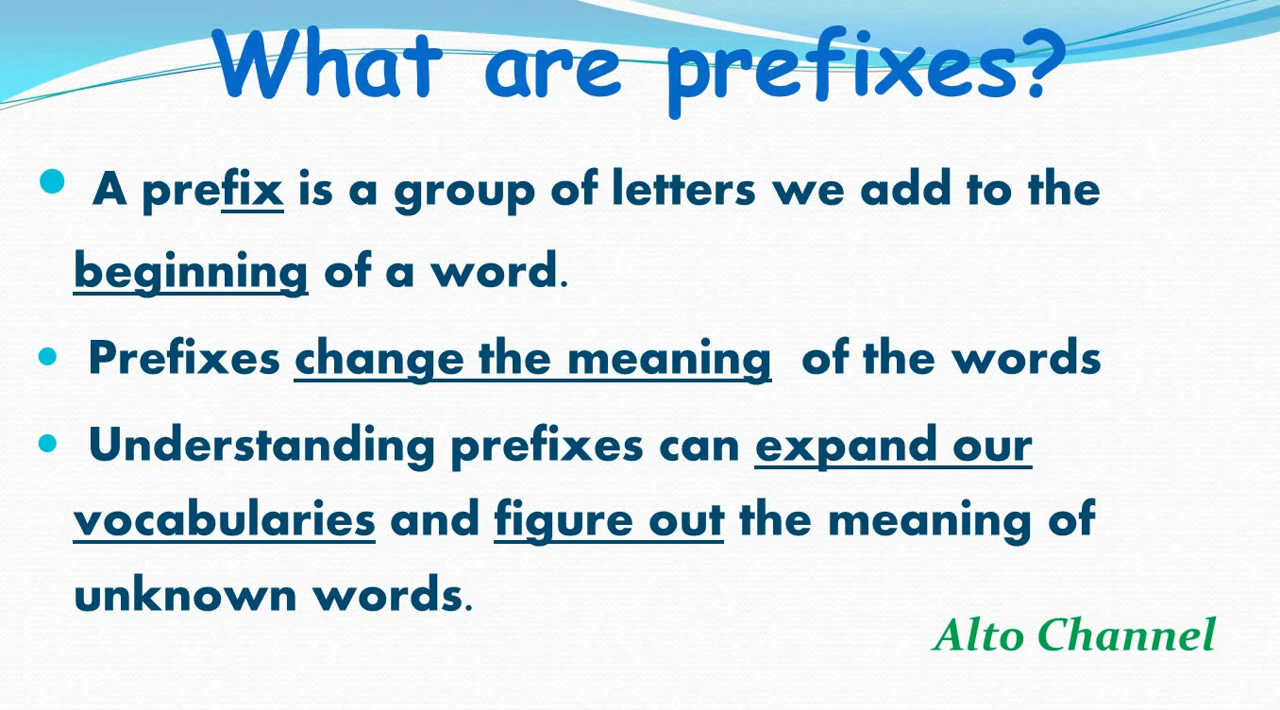 What are prefixes?
• A prefix is a group of letters we add to the
beginning of a word.
• Prefixes change the meaning of the words
• Understanding prefixes can expand our
vocabularies and figure out the meaning of
unknown words.
Alto Channel